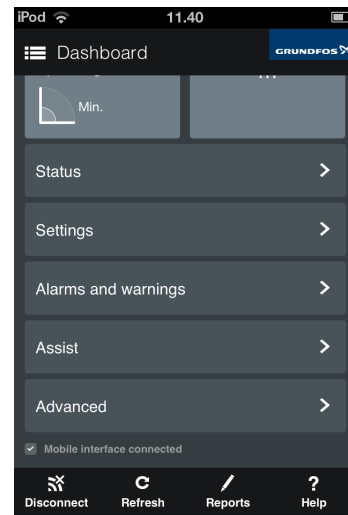 iPod 11.40
Dashboard GRUNDFOS
Min.
Status
Settings
Alarms and warnings
Assist
Advanced
Mobile interface connected
Disconnect Refresh Reports Help